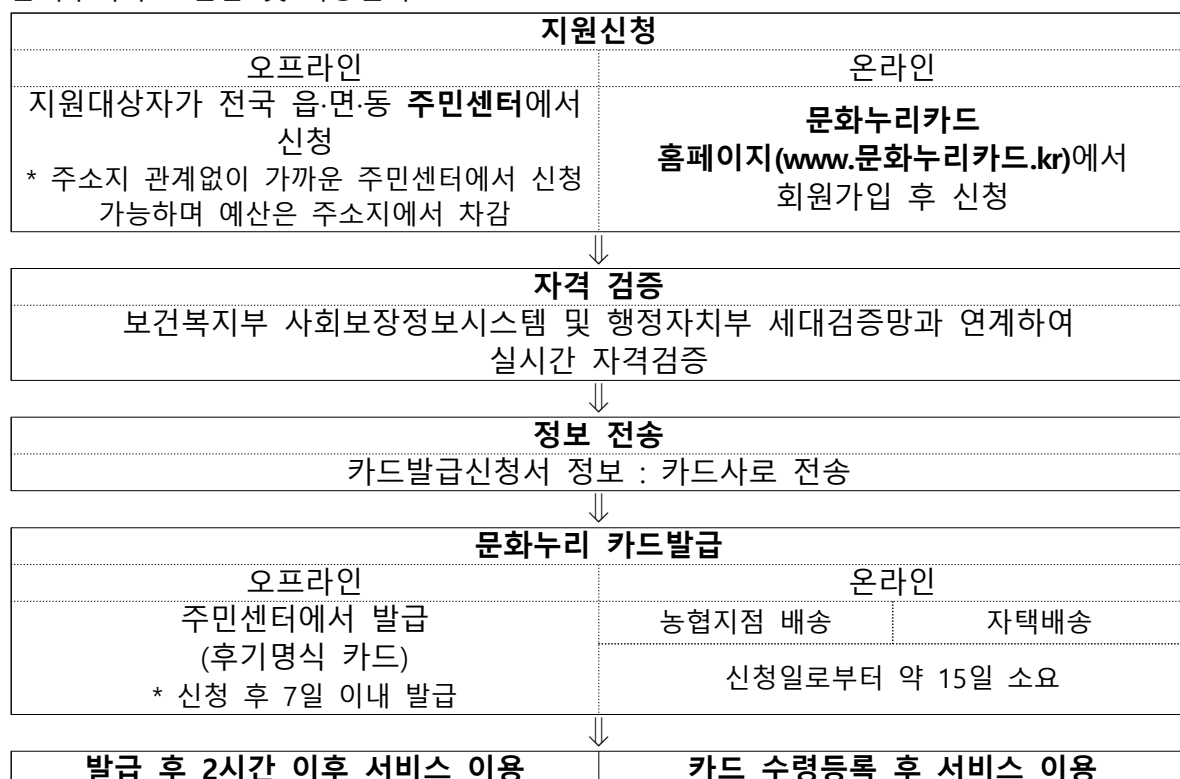 지원신청
오프라인
온라인
지원대상자가 전국 읍·면·동 주민센터에서
신청
* 주소지 관계없이 가까운 주민센터에서 신청
가능하며 예산은 주소지에서 차감
문화누리카드
홈페이지(www.문화누리카드.kr)에서
회원가입 후 신청
⇓
자격 검증
보건복지부 사회보장정보시스템 및 행정자치부 세대검증망과 연계하여
실시간 자격검증
⇓
정보 전송
카드발급신청서 정보 : 카드사로 전송
⇓
문화누리 카드발급
오프라인
온라인
주민센터에서 발급
(후기명식 카드)
* 신청 후 7일 이내 발급
농협지점 배송
자택배송
신청일로부터 약 15일 소요
⇓
발급 후 2시간 이후 서비스 이용
카드 수령등록 후 서비스 이용